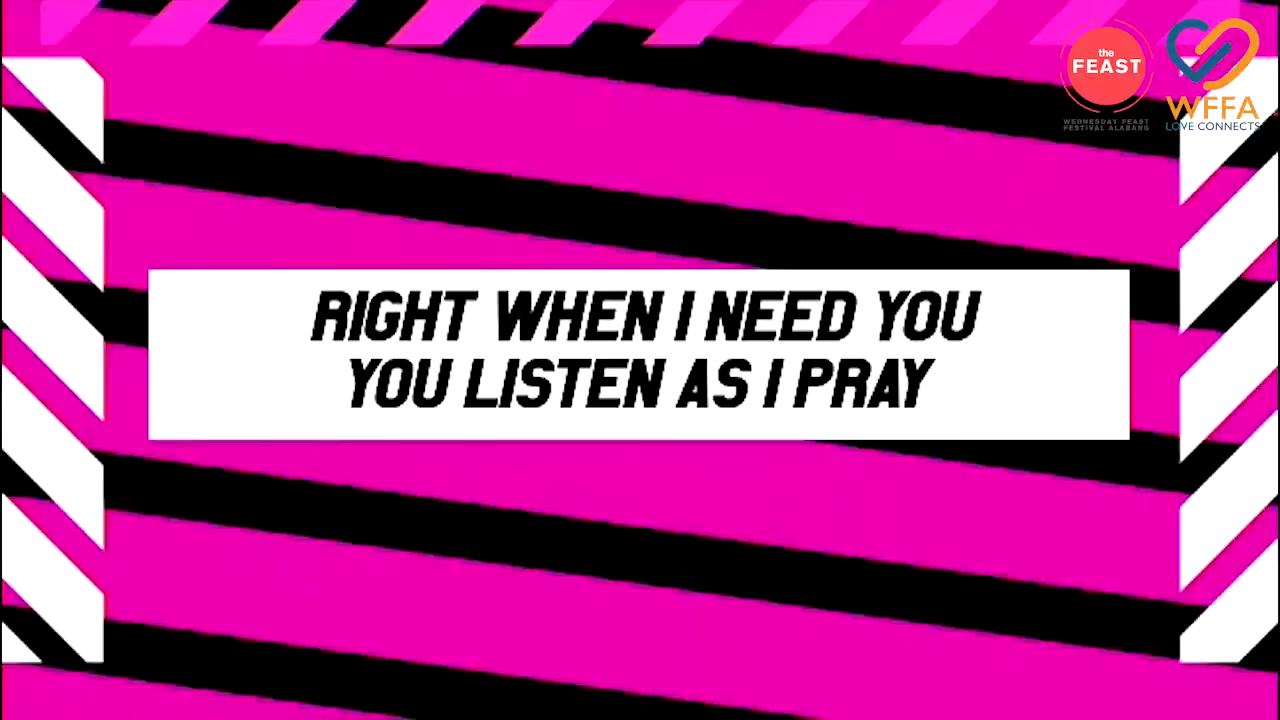 the
FEAST
WEDNESDAY FEAST
FESTIVAL ALABANG
WFFA
LOVE CONNECTS
RIGHT WHEN I NEED YOU
YOU LISTEN AS I PRAY